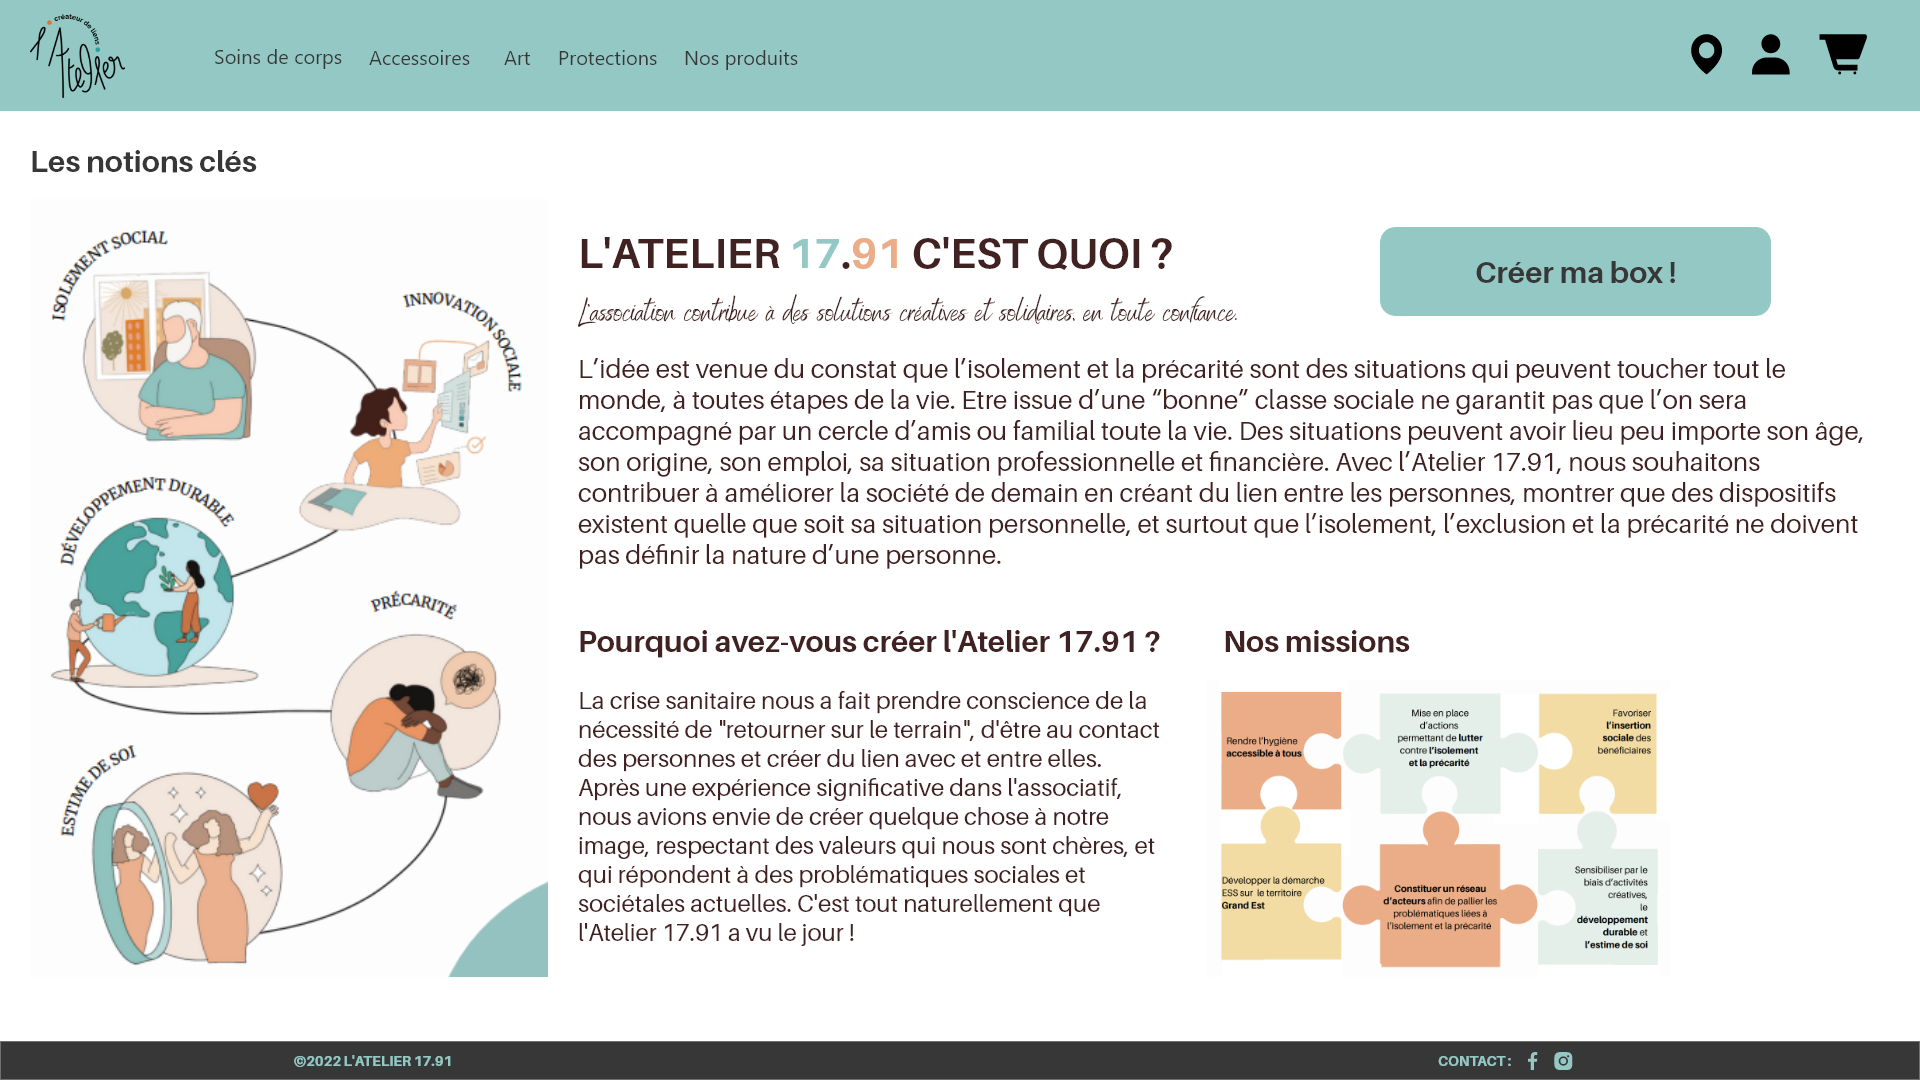 créateur de liens
l'Atelier
Soins de corps
Accessoires
Art
Protections
Nos produits
Les notions clés
ISOLEMENT SOCIAL
INNOVATION SOCIALE
DÉVELOPPEMENT DURABLE
PRÉCARITÉ
ESTIME DE SOI
L'ATELIER 17.91 C'EST QUOI ?
L'association contribue à des solutions créatives et solidaires, en toute confiance.
Créer ma box !
L’idée est venue du constat que l’isolement et la précarité sont des situations qui peuvent toucher tout le
monde, à toutes étapes de la vie. Etre issue d’une “bonne” classe sociale ne garantit pas que l’on sera
accompagné par un cercle d’amis ou familial toute la vie. Des situations peuvent avoir lieu peu importe son âge,
son origine, son emploi, sa situation professionnelle et financière. Avec l’Atelier 17.91, nous souhaitons
contribuer à améliorer la société de demain en créant du lien entre les personnes, montrer que des dispositifs
existent quelle que soit sa situation personnelle, et surtout que l’isolement, l’exclusion et la précarité ne doivent
pas définir la nature d’une personne.
Pourquoi avez-vous créer l'Atelier 17.91 ?
La crise sanitaire nous a fait prendre conscience de la
nécessité de "retourner sur le terrain", d'être au contact
des personnes et créer du lien avec et entre elles.
Après une expérience significative dans l'associatif,
nous avions envie de créer quelque chose à notre
image, respectant des valeurs qui nous sont chères, et
qui répondent à des problématiques sociales et
sociétales actuelles. C'est tout naturellement que
l'Atelier 17.91 a vu le jour !
Nos missions
Rendre l’hygiène
accessible à tous
Mise en place
d’actions
permettant de lutter
contre l’isolement
et la précarité
Favoriser
l’insertion
sociale des
bénéficiaires
Développer la démarche
ESS sur le territoire
Grand Est
Constituer un réseau
d’acteurs afin de pallier les
problématiques liées à
l’isolement et la précarité
Sensibiliser par le
biais d’activités
créatives,
le
développement
durable et
l’estime de soi
©2022 L'ATELIER 17.91
CONTACT :